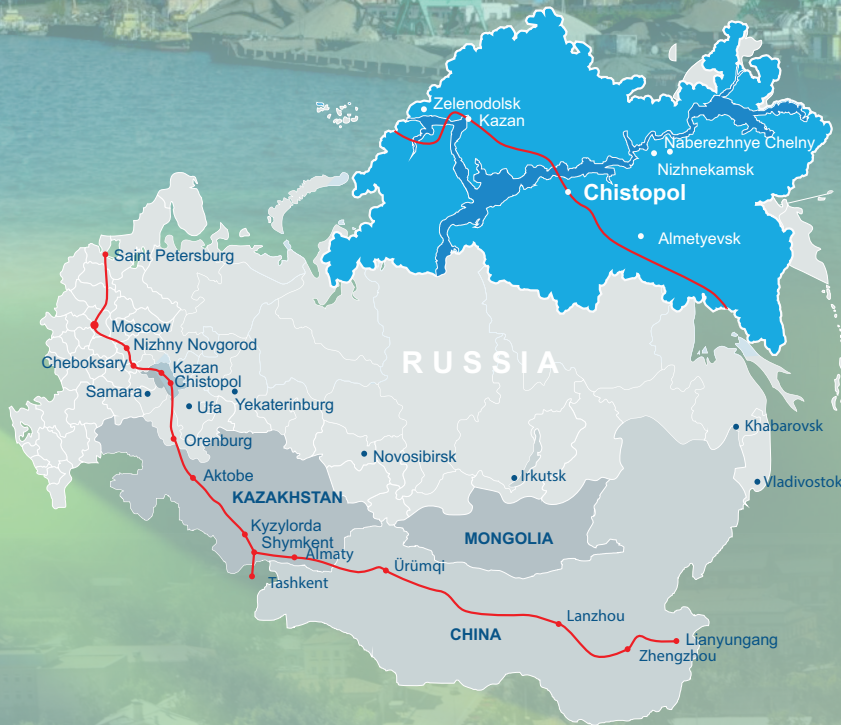 Zelenodolsk
Kazan
Naberezhnye Chelny
Nizhnekamsk
Chistopol
Almetyevsk
Saint Petersburg
Moscow
Nizhny Novgorod
Cheboksary
Kazan
Chistopol
Samara
Ufa
Yekaterinburg
RUSSIA
Orenburg
Khabarovsk
Novosibirsk
Irkutsk
Vladivostok
Aktobe
KAZAKHSTAN
Kyzylorda
Shymkent
Almaty
MONGOLIA
Ürümqi
Tashkent
Lanzhou
CHINA
Lianyungang
Zhengzhou